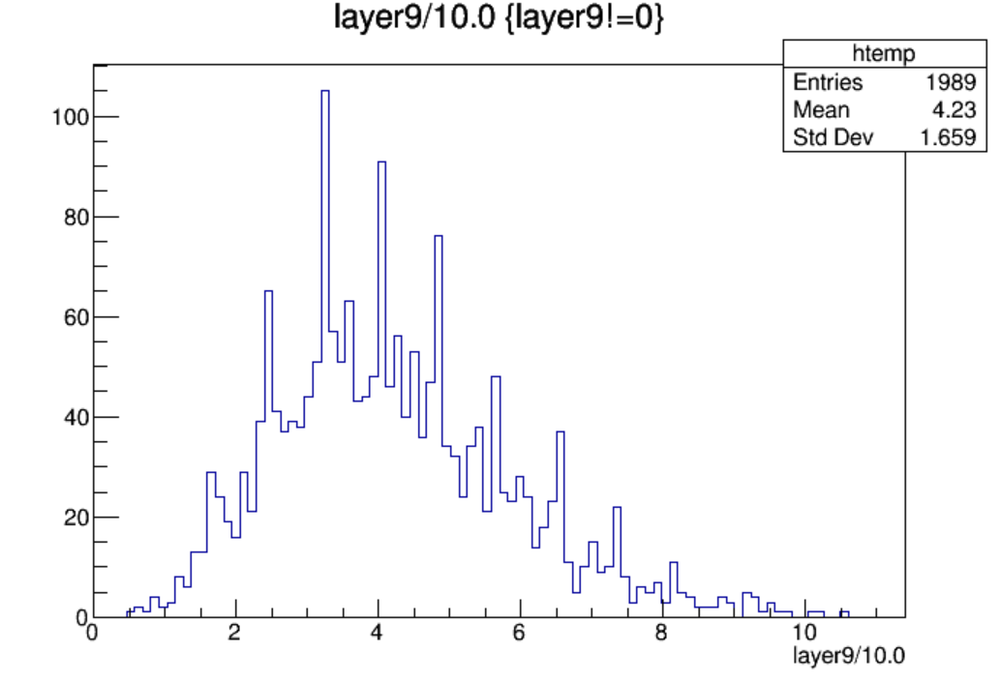 layer9/10.0 {layer9!=0}
htemp
Entries 1989
Mean 4.23
Std Dev 1.659
100
80
60
40
20
0
0 2 4 6 8 10
layer9/10.0